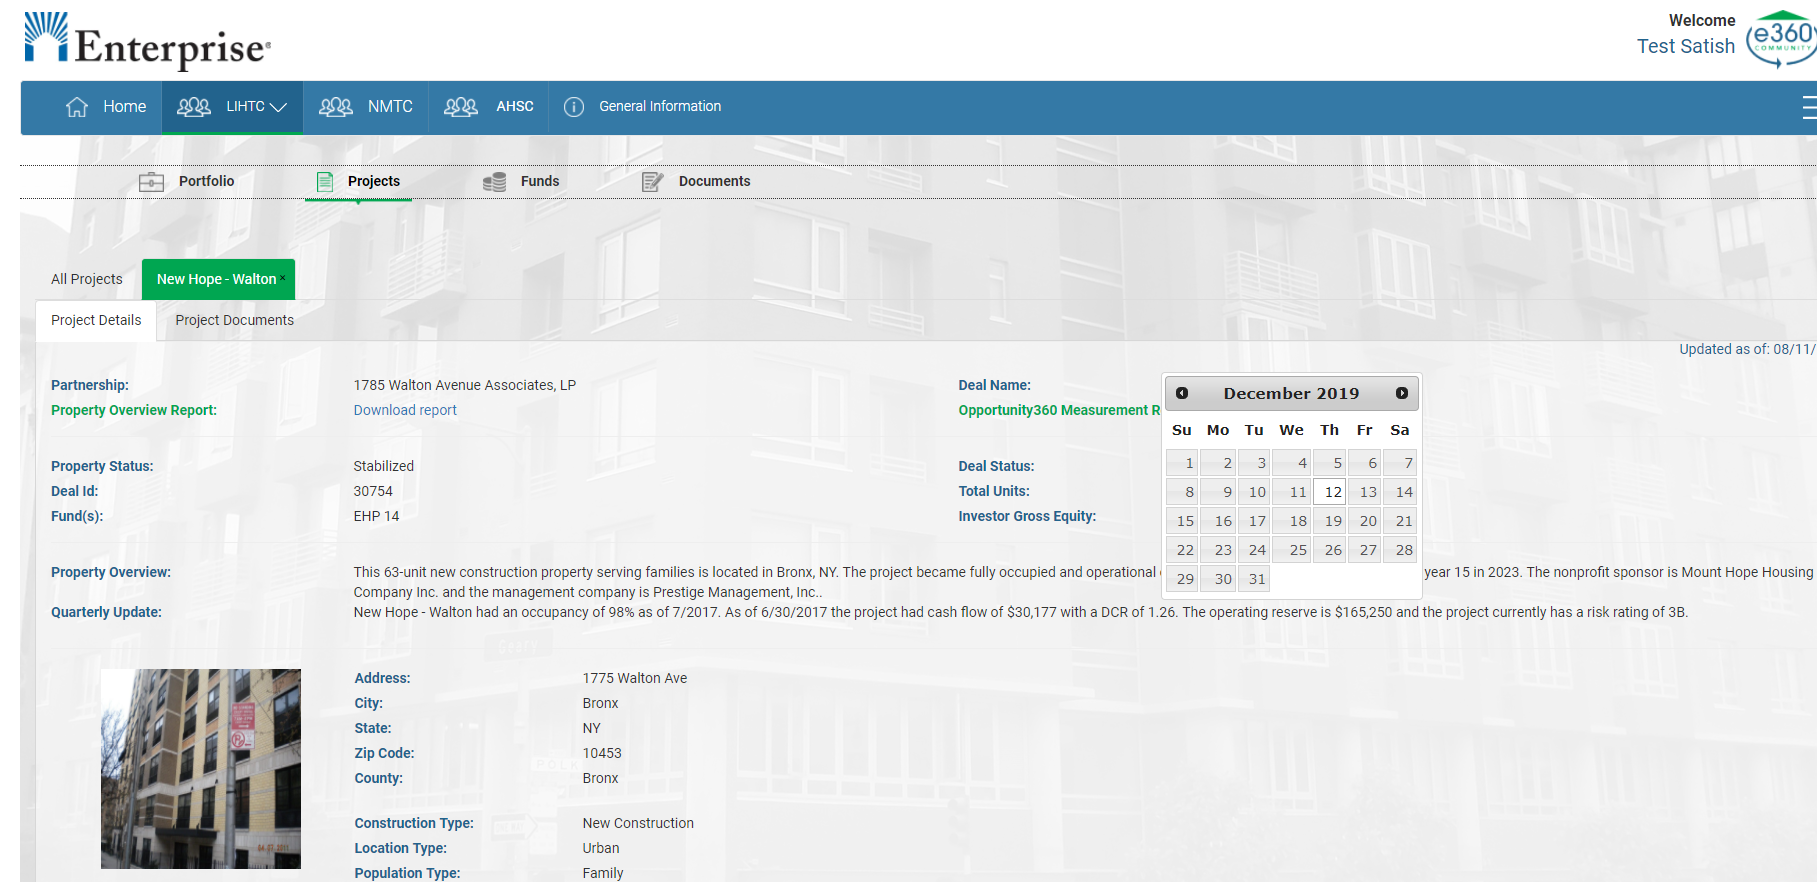 Enterprise®
Welcome
Test Satish
e360
COMMUNITY
Home
LIHTC
NMTC
AHSC
General Information
Portfolio
Projects
Funds
Documents
All Projects
New Hope - Walton ×
Project Details
Project Documents
Updated as of: 08/11/
Partnership: 1785 Walton Avenue Associates, LP
Deal Name:
Property Overview Report: Download report
Opportunity360 Measurement R
Property Status: Stabilized
Deal Status:
Deal Id: 30754
Total Units:
Fund(s): EHP 14
Investor Gross Equity:
December 2019
Su Mo Tu We Th Fr Sa
1 2 3 4 5 6 7
8 9 10 11 12 13 14
15 16 17 18 19 20 21
22 23 24 25 26 27 28
29 30 31
Property Overview: This 63-unit new construction property serving families is located in Bronx, NY. The project became fully occupied and operational year 15 in 2023. The nonprofit sponsor is Mount Hope Housing
Company Inc. and the management company is Prestige Management, Inc..
Quarterly Update: New Hope - Walton had an occupancy of 98% as of 7/2017. As of 6/30/2017 the project had cash flow of $30,177 with a DCR of 1.26. The operating reserve is $165,250 and the project currently has a risk rating of 3B.
Address: 1775 Walton Ave
City: Bronx
State: NY
Zip Code: 10453
County: Bronx
Construction Type: New Construction
Location Type: Urban
Population Type: Family